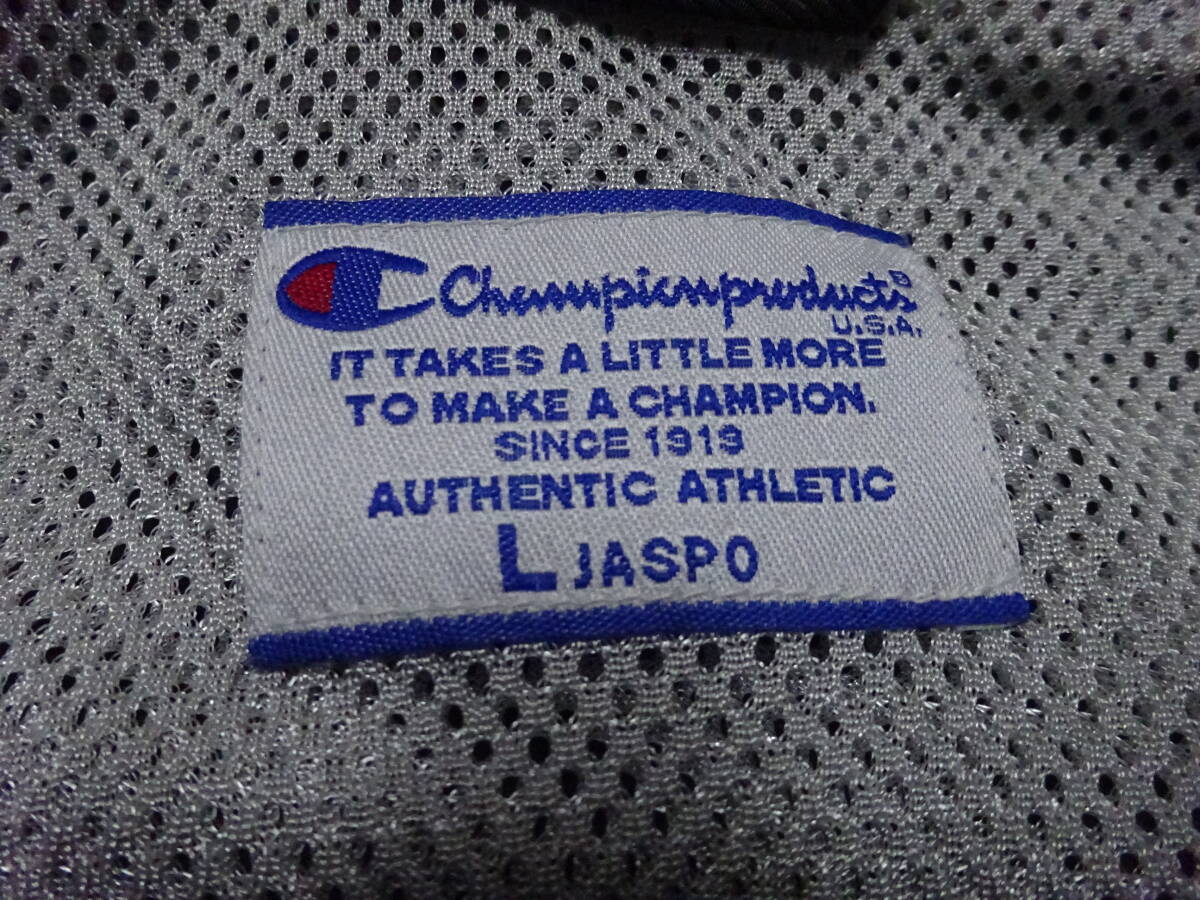 Championproducts®
U.S.A.
IT TAKES A LITTLE MORE
TO MAKE A CHAMPION.
SINCE 1919
AUTHENTIC ATHLETIC
L JASPO